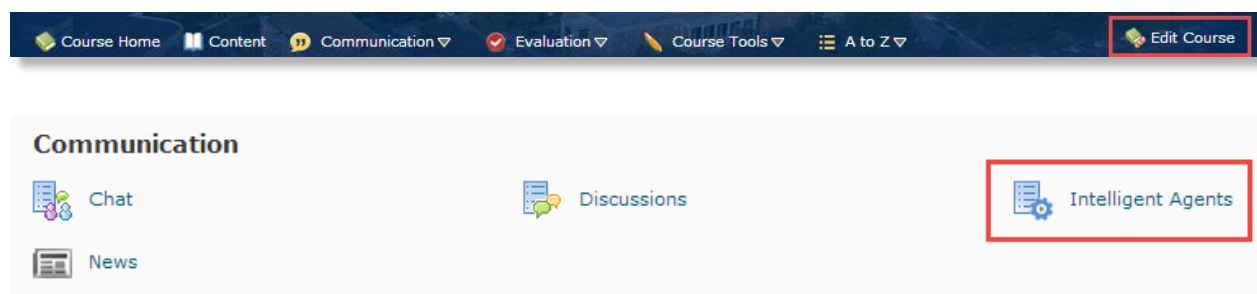 Course Home Content Communication Evaluation Course Tools A to Z Edit Course
Communication
Chat Discussions Intelligent Agents
News